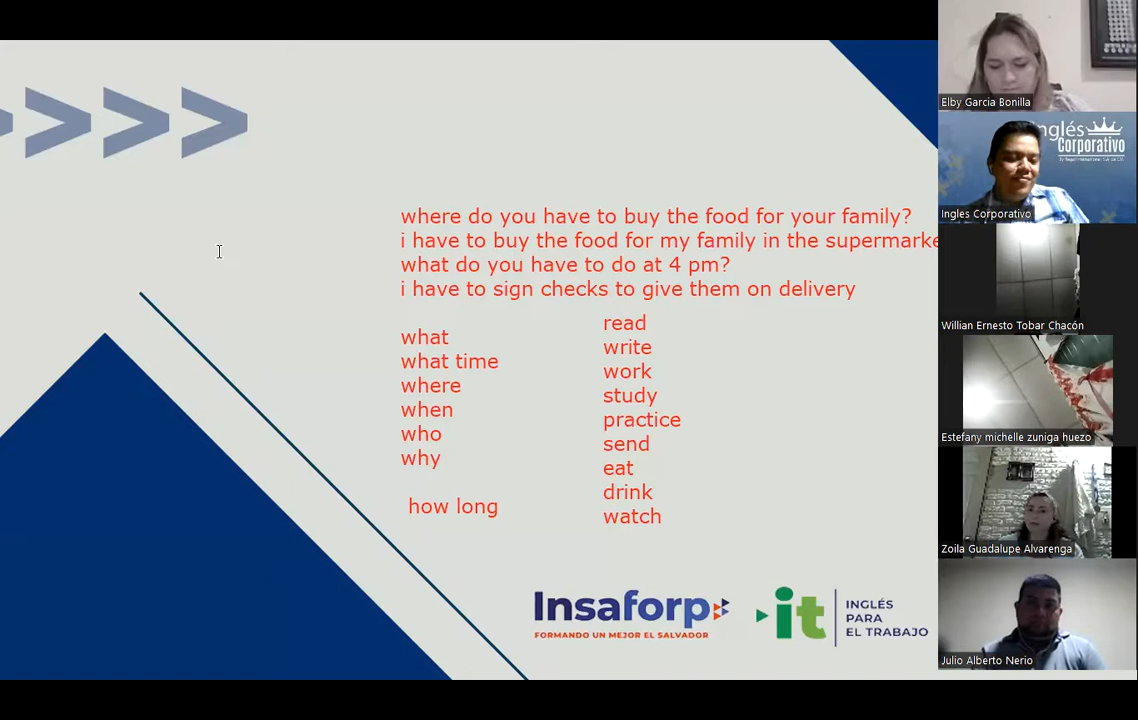 where do you have to buy the food for your family?
i have to buy the food for my family in the supermarke
what do you have to do at 4 pm?
i have to sign checks to give them on delivery
what
what time
where
when
who
why
how long
read
write
work
study
practice
send
eat
drink
watch
Insaforp
FORMANDO UN MEJOR EL SALVADOR
it
INGLÉS
PARA
EL TRABAJO
Elby Garcia Bonilla
Inglés
Corporativo
Ingles Corporativo
Willian Ernesto Tobar Chacón
Estefany michelle zuniga huezo
Zoila Guadalupe Alvarenga
Julio Alberto Nerio